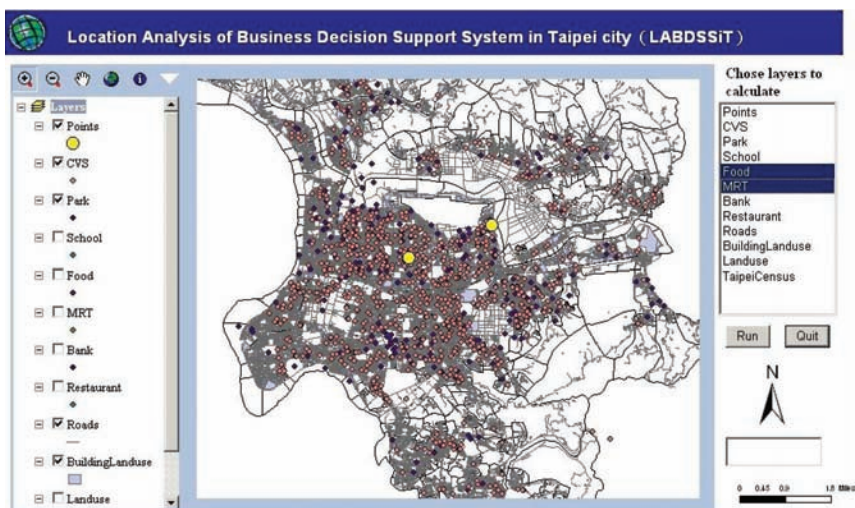 Location Analysis of Business Decision Support System in Taipei city (LABDSSiT)
Layers
Points
CVS
Park
School
Food
MRT
Bank
Restaurant
Roads
BuildingLanduse
Landuse
Chose layers to
calculate
Points
CVS
Park
School
Food
MRT
Bank
Restaurant
Roads
BuildingLanduse
Landuse
TaipeiCensus
Run
Quit
N
0 0.45 0.9 1.8 Miles